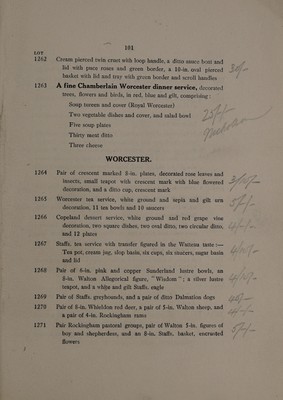 101
LOT
1262 Cream pierced twin cruet with loop handle, a ditto sauce boat and
lid with puce roses and green border, a 10-in. oval pierced
basket with lid and tray with green border and scroll handles
30/-
1263 A fine Chamberlain Worcester dinner service, decorated
trees, flowers and birds, in red, blue and gilt, comprising:
Soup tureen and cover (Royal Worcester)
Two vegetable dishes and cover, and salad bowl
Five soup plates
Thirty meat ditto
Three cheese
WORCESTER.
1264 Pair of crescent marked 8-in. plates, decorated rose leaves and
insects, small teapot with crescent mark with blue flowered
decoration, and a ditto cup, crescent mark
1265 Worcester tea service, white ground and sepia and gilt urn
decoration, 11 tea bowls and 10 saucers
1266 Copeland dessert service, white ground and red grape vine
decoration, two square dishes, two oval ditto, two circular ditto,
and 12 plates
1267 Staffs. tea service with transfer figured in the Watteau taste:—
Tea pot, cream jug, slop basin, six cups, six saucers, sugar basin
and lid
1268 Pair of 6-in. pink and copper Sunderland lustre bowls, an
8-in. Walton Allegorical figure, "Wisdom"; a silver lustre
teapot, and a white and gilt Staffs. eagle
1269 Pair of Staffs. greyhounds, and a pair of ditto Dalmation dogs
1270 Pair of 8-in. Whieldon red deer, a pair of 5-in. Walton sheep, and
a pair of 4-in. Rockingham rams
1271 Pair Rockingham pastoral groups, pair of Walton 5-in. figures of
boy and shepherdess, and an 8-in. Staffs. basket, encrusted
flowers